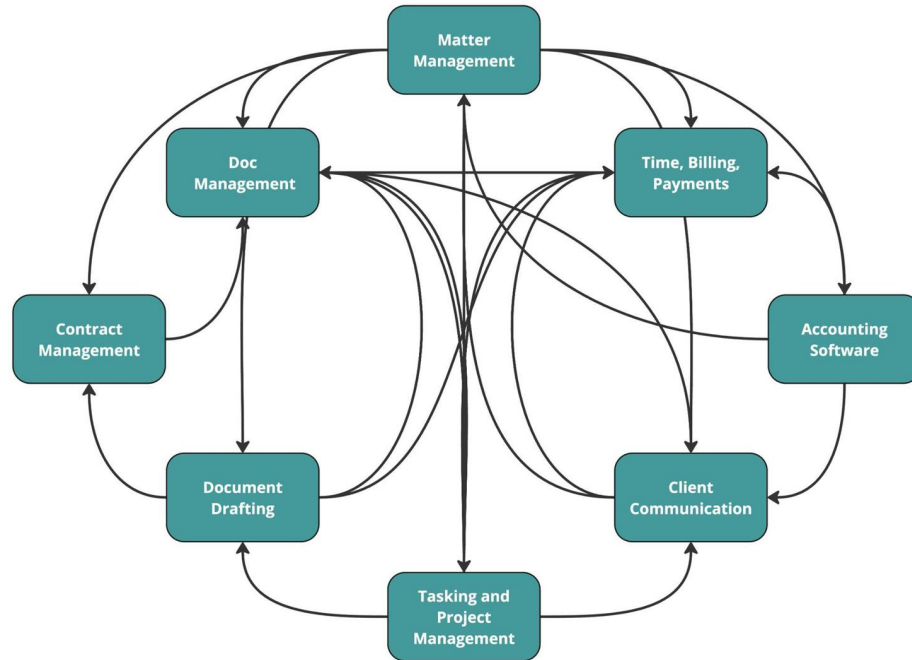 Matter
Management
Doc
Management
Time, Billing,
Payments
Contract
Management
Accounting
Software
Document
Drafting
Client
Communication
Tasking and
Project
Management